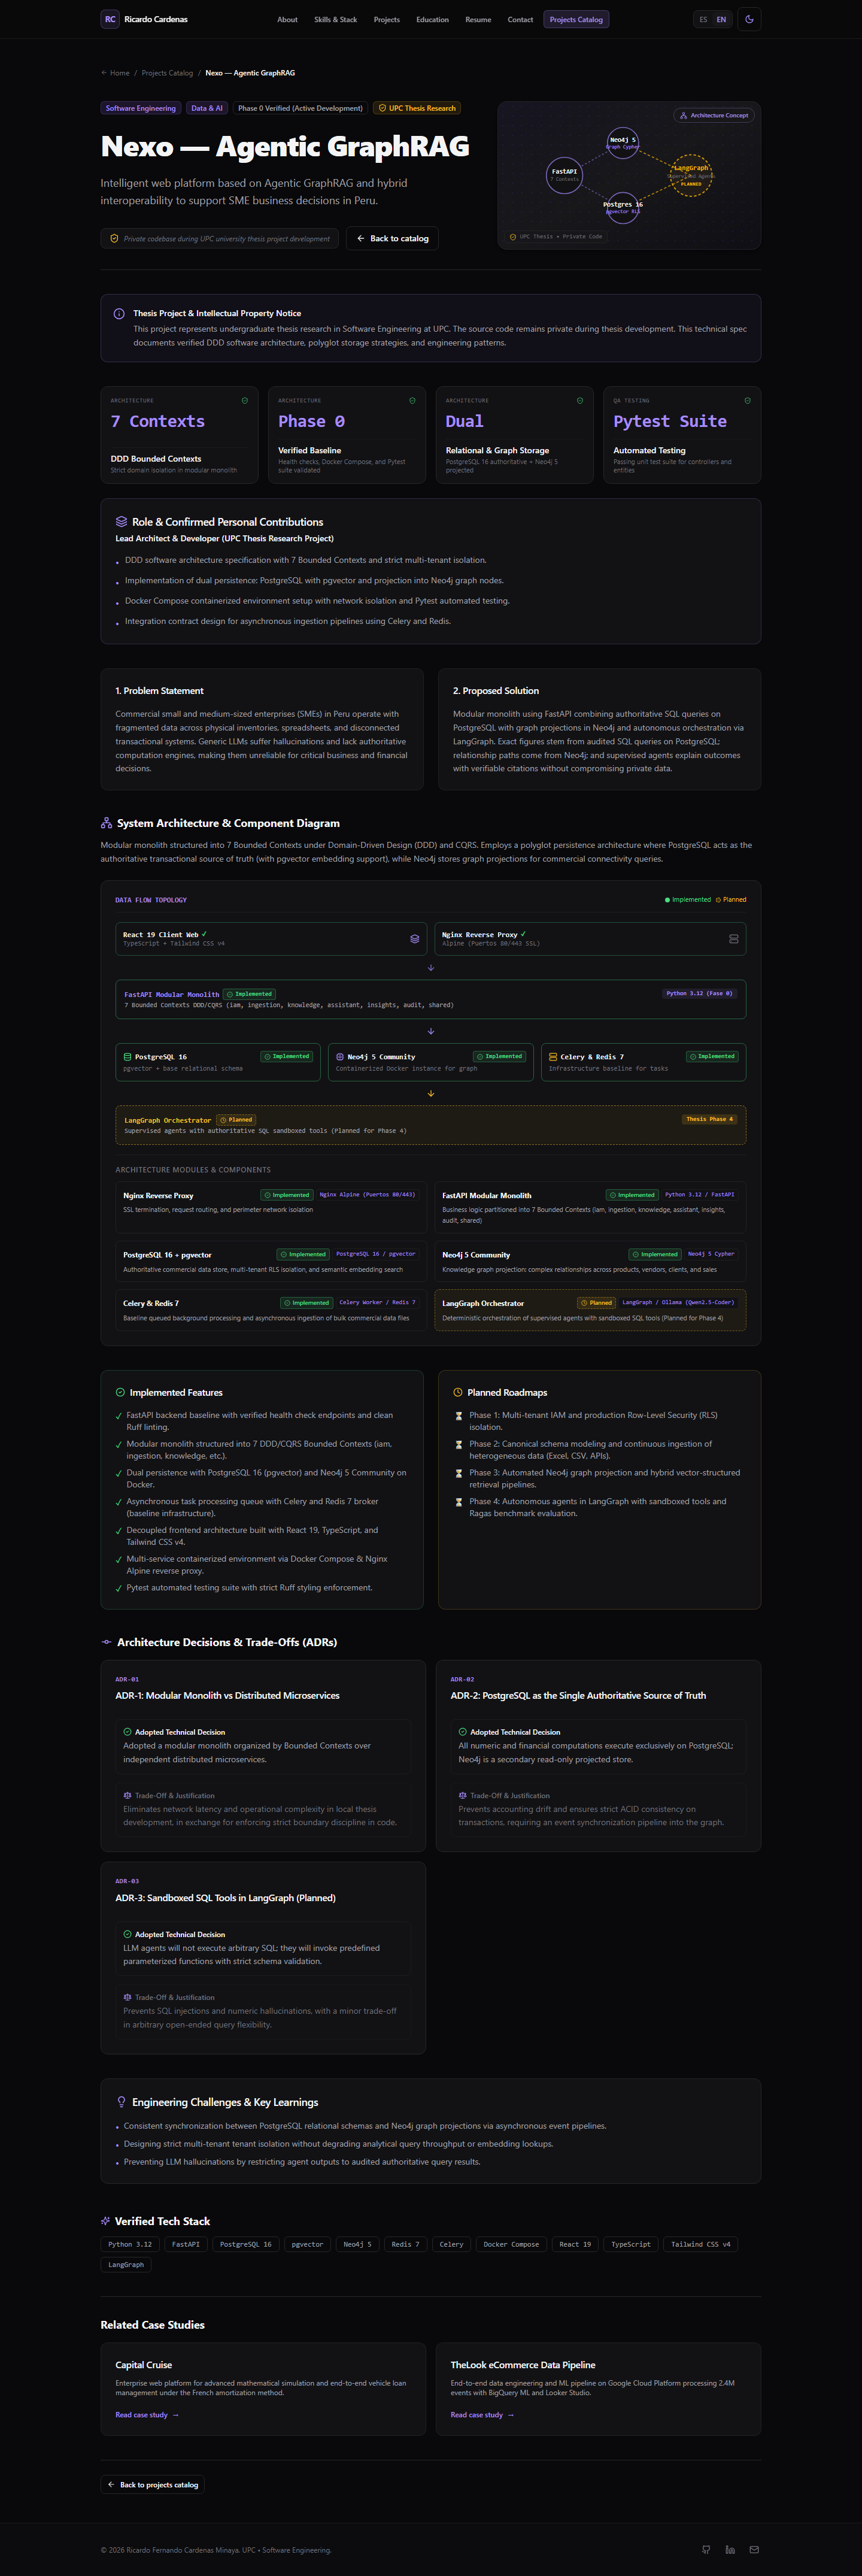 RC Ricardo Cardenas
About
Skills & Stack
Projects
Education
Resume
Contact
Projects Catalog
ES EN
← Home / Projects Catalog / Nexo — Agentic GraphRAG
Software Engineering
Data & AI
Phase 0 Verified (Active Development)
UPC Thesis Research
Nexo — Agentic GraphRAG
Intelligent web platform based on Agentic GraphRAG and hybrid
interoperability to support SME business decisions in Peru.
Private codebase during UPC university thesis project development
← Back to catalog
Architecture Concept
Neo4j 5
Graph Cypher
FastAPI
7 Contexts
LangGraph
Supervised Agents
PLANNED
Postgres 16
pgvector RLS
UPC Thesis • Private Code
Thesis Project & Intellectual Property Notice
This project represents undergraduate thesis research in Software Engineering at UPC. The source code remains private during thesis development. This technical spec
documents verified DDD software architecture, polyglot storage strategies, and engineering patterns.
ARCHITECTURE
7 Contexts
DDD Bounded Contexts
Strict domain isolation in modular monolith
ARCHITECTURE
Phase 0
Verified Baseline
Health checks, Docker Compose, and Pytest
suite validated
ARCHITECTURE
Dual
Relational & Graph Storage
PostgreSQL 16 authoritative + Neo4j 5
projected
QA TESTING
Pytest Suite
Automated Testing
Passing unit test suite for controllers and
entities
Role & Confirmed Personal Contributions
Lead Architect & Developer (UPC Thesis Research Project)
• DDD software architecture specification with 7 Bounded Contexts and strict multi-tenant isolation.
• Implementation of dual persistence: PostgreSQL with pgvector and projection into Neo4j graph nodes.
• Docker Compose containerized environment setup with network isolation and Pytest automated testing.
• Integration contract design for asynchronous ingestion pipelines using Celery and Redis.
1. Problem Statement
Commercial small and medium-sized enterprises (SMEs) in Peru operate with
fragmented data across physical inventories, spreadsheets, and disconnected
transactional systems. Generic LLMs suffer hallucinations and lack authoritative
computation engines, making them unreliable for critical business and financial
decisions.
2. Proposed Solution
Modular monolith using FastAPI combining authoritative SQL queries on
PostgreSQL with graph projections in Neo4j and autonomous orchestration via
LangGraph. Exact figures stem from audited SQL queries on PostgreSQL;
relationship paths come from Neo4j; and supervised agents explain outcomes
with verifiable citations without compromising private data.
System Architecture & Component Diagram
Modular monolith structured into 7 Bounded Contexts under Domain-Driven Design (DDD) and CQRS. Employs a polyglot persistence architecture where PostgreSQL acts as the
authoritative transactional source of truth (with pgvector embedding support), while Neo4j stores graph projections for commercial connectivity queries.
DATA FLOW TOPOLOGY
Implemented
Planned
React 19 Client Web ✓
TypeScript + Tailwind CSS v4
Nginx Reverse Proxy ✓
Alpine (Puertos 80/443 SSL)
↓
FastAPI Modular Monolith
Implemented
Python 3.12 (Fase 0)
7 Bounded Contexts DDD/CQRS (iam, ingestion, knowledge, assistant, insights, audit, shared)
↓
PostgreSQL 16
Implemented
pgvector + base relational schema
Neo4j 5 Community
Implemented
Containerized Docker instance for graph
Celery & Redis 7
Implemented
Infrastructure baseline for tasks
↓
LangGraph Orchestrator
Planned
Thesis Phase 4
Supervised agents with authoritative SQL sandboxed tools (Planned for Phase 4)
ARCHITECTURE MODULES & COMPONENTS
Nginx Reverse Proxy
Implemented
Nginx Alpine (Puertos 80/443)
SSL termination, request routing, and perimeter network isolation
FastAPI Modular Monolith
Implemented
Python 3.12 / FastAPI
Business logic partitioned into 7 Bounded Contexts (iam, ingestion, knowledge, assistant, insights,
audit, shared)
PostgreSQL 16 + pgvector
Implemented
PostgreSQL 16 / pgvector
Authoritative commercial data store, multi-tenant RLS isolation, and semantic embedding search
Neo4j 5 Community
Implemented
Neo4j 5 Cypher
Knowledge graph projection: complex relationships across products, vendors, clients, and sales
Celery & Redis 7
Implemented
Celery Worker / Redis 7
Baseline queued background processing and asynchronous ingestion of bulk commercial data files
LangGraph Orchestrator
Planned
LangGraph / Ollama (Qwen2.5-Coder)
Deterministic orchestration of supervised agents with sandboxed SQL tools (Planned for Phase 4)
Implemented Features
✓ FastAPI backend baseline with verified health check endpoints and clean
Ruff linting.
✓ Modular monolith structured into 7 DDD/CQRS Bounded Contexts (iam,
ingestion, knowledge, etc.).
✓ Dual persistence with PostgreSQL 16 (pgvector) and Neo4j 5 Community on
Docker.
✓ Asynchronous task processing queue with Celery and Redis 7 broker
(baseline infrastructure).
✓ Decoupled frontend architecture built with React 19, TypeScript, and
Tailwind CSS v4.
✓ Multi-service containerized environment via Docker Compose & Nginx
Alpine reverse proxy.
✓ Pytest automated testing suite with strict Ruff styling enforcement.
Planned Roadmaps
⏳ Phase 1: Multi-tenant IAM and production Row-Level Security (RLS)
isolation.
⏳ Phase 2: Canonical schema modeling and continuous ingestion of
heterogeneous data (Excel, CSV, APIs).
⏳ Phase 3: Automated Neo4j graph projection and hybrid vector-structured
retrieval pipelines.
⏳ Phase 4: Autonomous agents in LangGraph with sandboxed tools and
Ragas benchmark evaluation.
Architecture Decisions & Trade-Offs (ADRs)
ADR-01
ADR-1: Modular Monolith vs Distributed Microservices
Adopted Technical Decision
Adopted a modular monolith organized by Bounded Contexts over
independent distributed microservices.
Trade-Off & Justification
Eliminates network latency and operational complexity in local thesis
development, in exchange for enforcing strict boundary discipline in code.
ADR-02
ADR-2: PostgreSQL as the Single Authoritative Source of Truth
Adopted Technical Decision
All numeric and financial computations execute exclusively on PostgreSQL;
Neo4j is a secondary read-only projected store.
Trade-Off & Justification
Prevents accounting drift and ensures strict ACID consistency on
transactions, requiring an event synchronization pipeline into the graph.
ADR-03
ADR-3: Sandboxed SQL Tools in LangGraph (Planned)
Adopted Technical Decision
LLM agents will not execute arbitrary SQL; they will invoke predefined
parameterized functions with strict schema validation.
Trade-Off & Justification
Prevents SQL injections and numeric hallucinations, with a minor trade-off
in arbitrary open-ended query flexibility.
Engineering Challenges & Key Learnings
• Consistent synchronization between PostgreSQL relational schemas and Neo4j graph projections via asynchronous event pipelines.
• Designing strict multi-tenant tenant isolation without degrading analytical query throughput or embedding lookups.
• Preventing LLM hallucinations by restricting agent outputs to audited authoritative query results.
Verified Tech Stack
Python 3.12
FastAPI
PostgreSQL 16
pgvector
Neo4j 5
Redis 7
Celery
Docker Compose
React 19
TypeScript
Tailwind CSS v4
LangGraph
Related Case Studies
Capital Cruise
Enterprise web platform for advanced mathematical simulation and end-to-end vehicle loan
management under the French amortization method.
Read case study →
TheLook eCommerce Data Pipeline
End-to-end data engineering and ML pipeline on Google Cloud Platform processing 2.4M
events with BigQuery ML and Looker Studio.
Read case study →
← Back to projects catalog
© 2026 Ricardo Fernando Cardenas Minaya. UPC • Software Engineering.